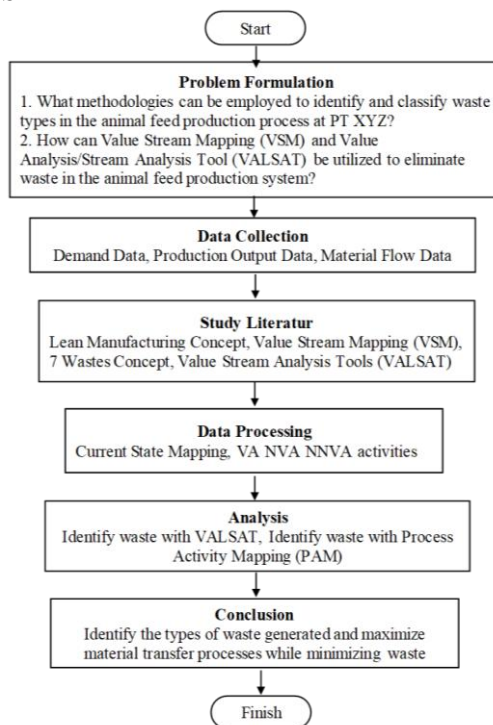 Start
Problem Formulation
1. What methodologies can be employed to identify and classify waste
types in the animal feed production process at PT XYZ?
2. How can Value Stream Mapping (VSM) and Value
Analysis/Stream Analysis Tool (VALSAT) be utilized to eliminate
waste in the animal feed production system?
Data Collection
Demand Data, Production Output Data, Material Flow Data
Study Literatur
Lean Manufacturing Concept, Value Stream Mapping (VSM),
7 Wastes Concept, Value Stream Analysis Tools (VALSAT)
Data Processing
Current State Mapping, VA NVA NNVA activities
Analysis
Identify waste with VALSAT, Identify waste with Process
Activity Mapping (PAM)
Conclusion
Identify the types of waste generated and maximize
material transfer processes while minimizing waste
Finish